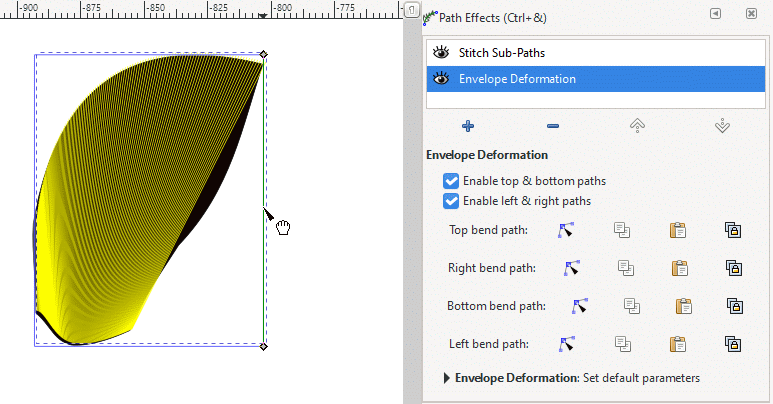 -900 -875 -850 -825 -800 -775
Path Effects (Ctrl+&)
Stitch Sub-Paths
Envelope Deformation
Envelope Deformation
Enable top & bottom paths
Enable left & right paths
Top bend path:
Right bend path:
Bottom bend path:
Left bend path:
Envelope Deformation: Set default parameters